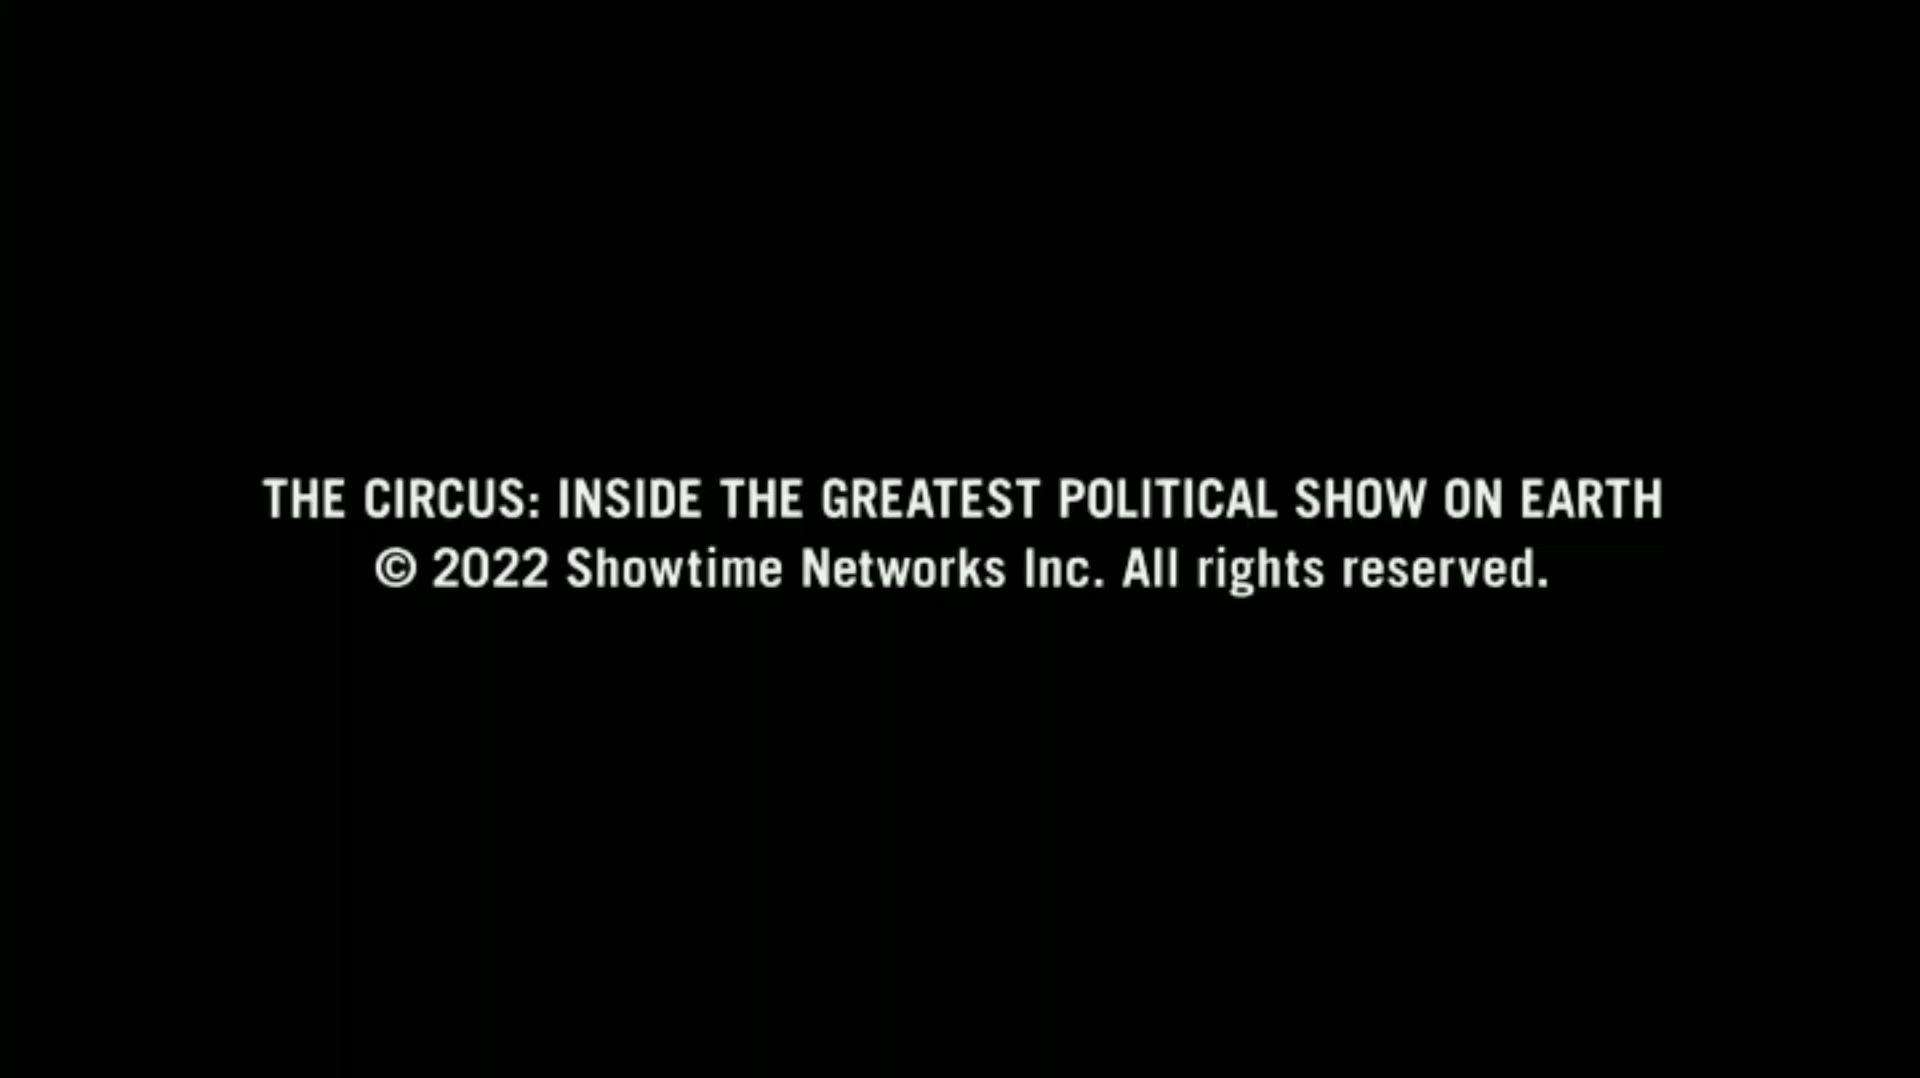 THE CIRCUS: INSIDE THE GREATEST POLITICAL SHOW ON EARTH
© 2022 Showtime Networks Inc. All rights reserved.